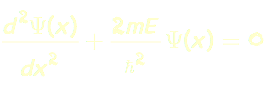 d²Ψ(x)/dx² + 2mE/ħ² Ψ(x) = 0